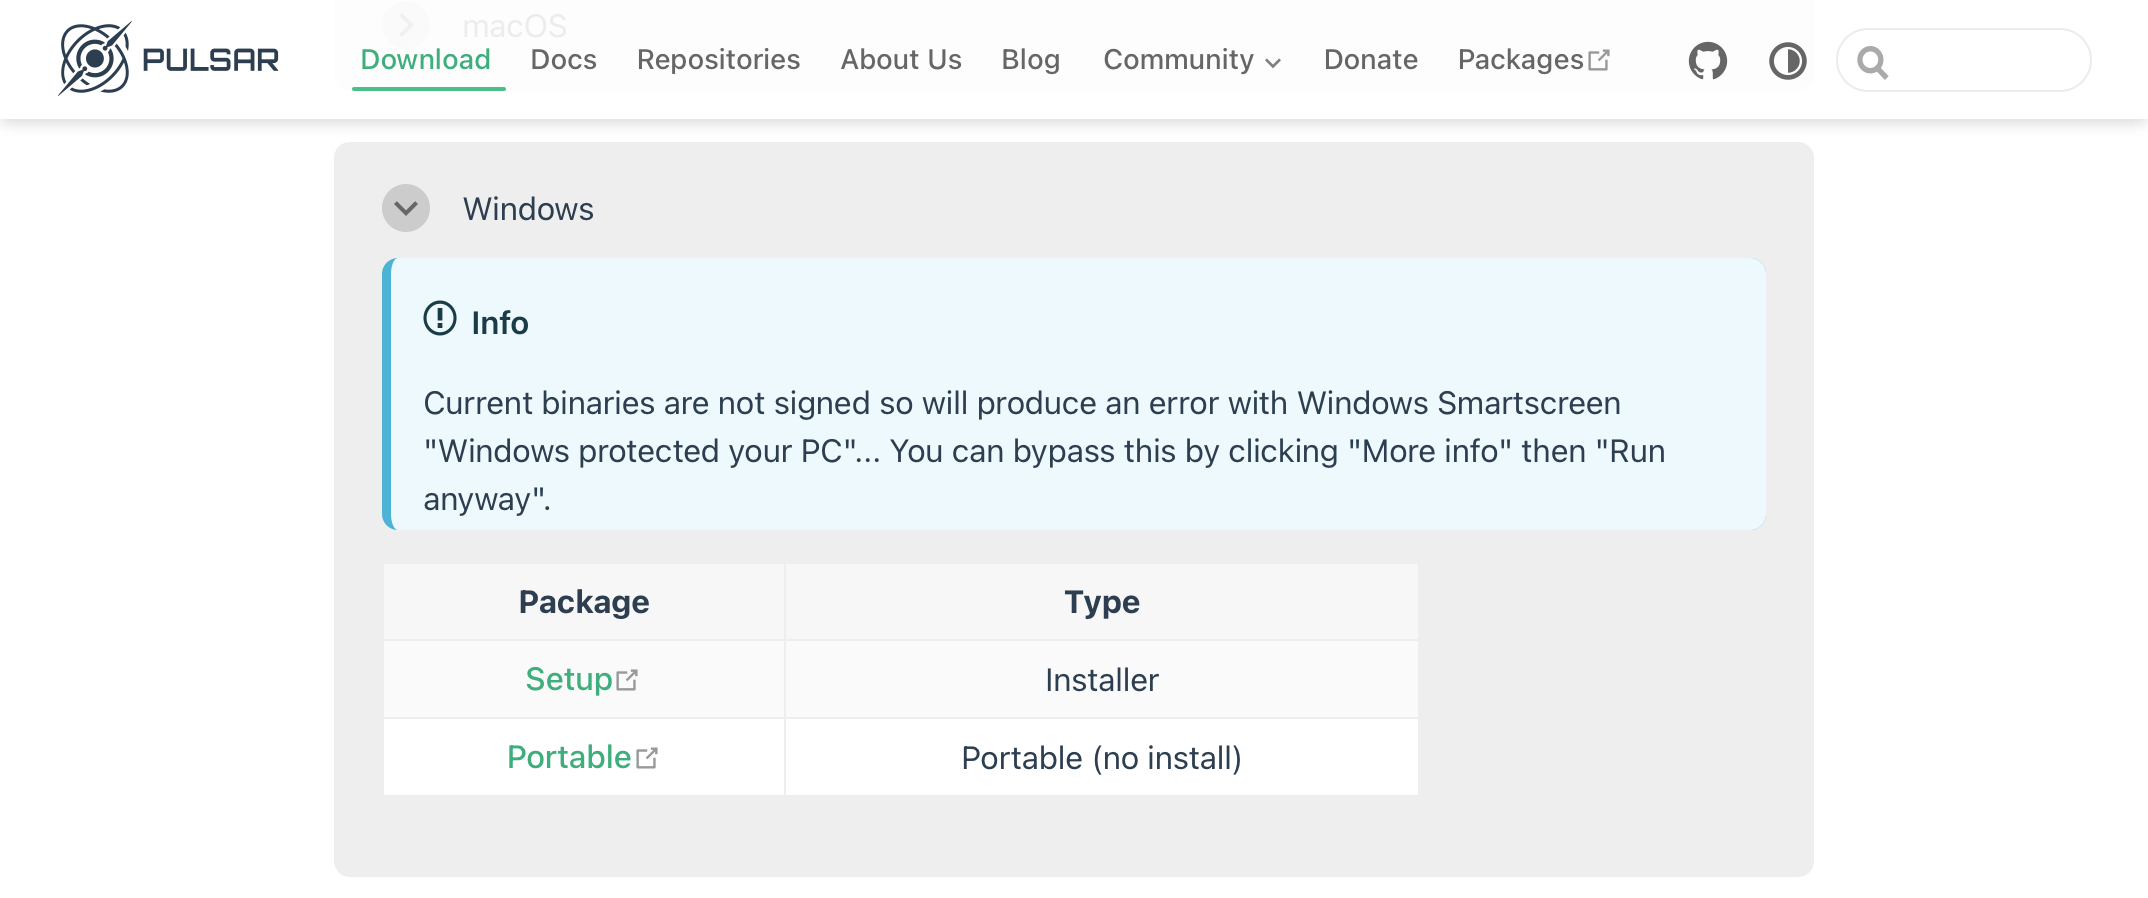 macOS
PULSAR Download Docs Repositories About Us Blog Community Donate Packages
Windows
Info
Current binaries are not signed so will produce an error with Windows Smartscreen
"Windows protected your PC"... You can bypass this by clicking "More info" then "Run
anyway".
Package Type
Setup Installer
Portable Portable (no install)